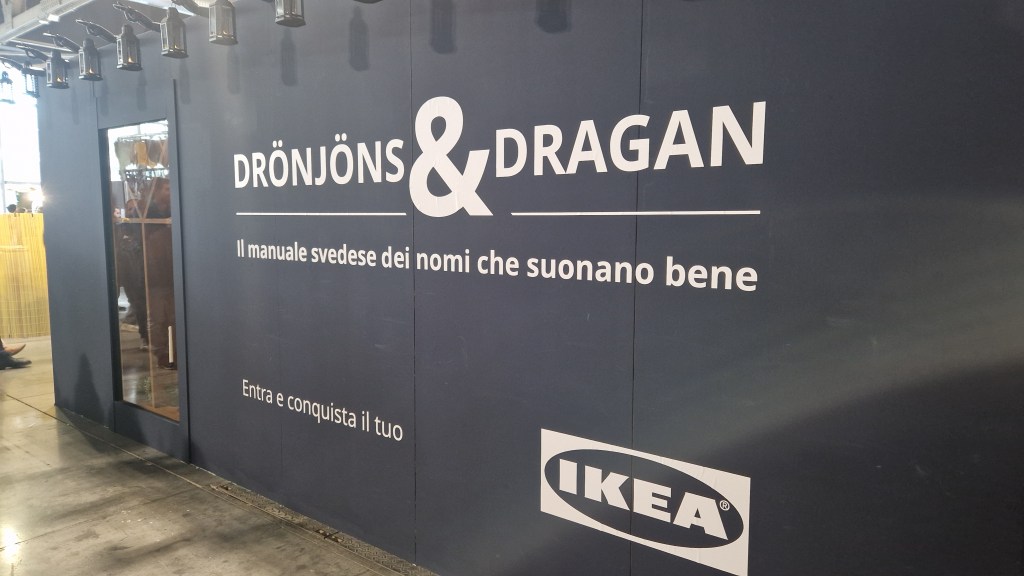 DRÖNJÖNS & DRAGAN
Il manuale svedese dei nomi che suonano bene
Entra e conquista il tuo
IKEA®